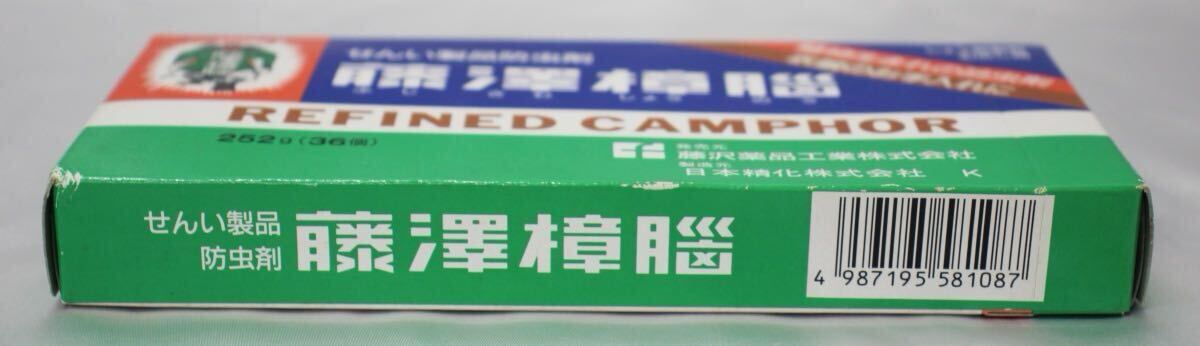 せんい製品防虫剤
藤澤樟脳
REFINED CAMPHOR
252g(36個)
発売元
藤沢薬品工業株式会社
製造元
日本精化株式会社 K
せんい製品
防虫剤
藤澤樟腦
4 987195 581087